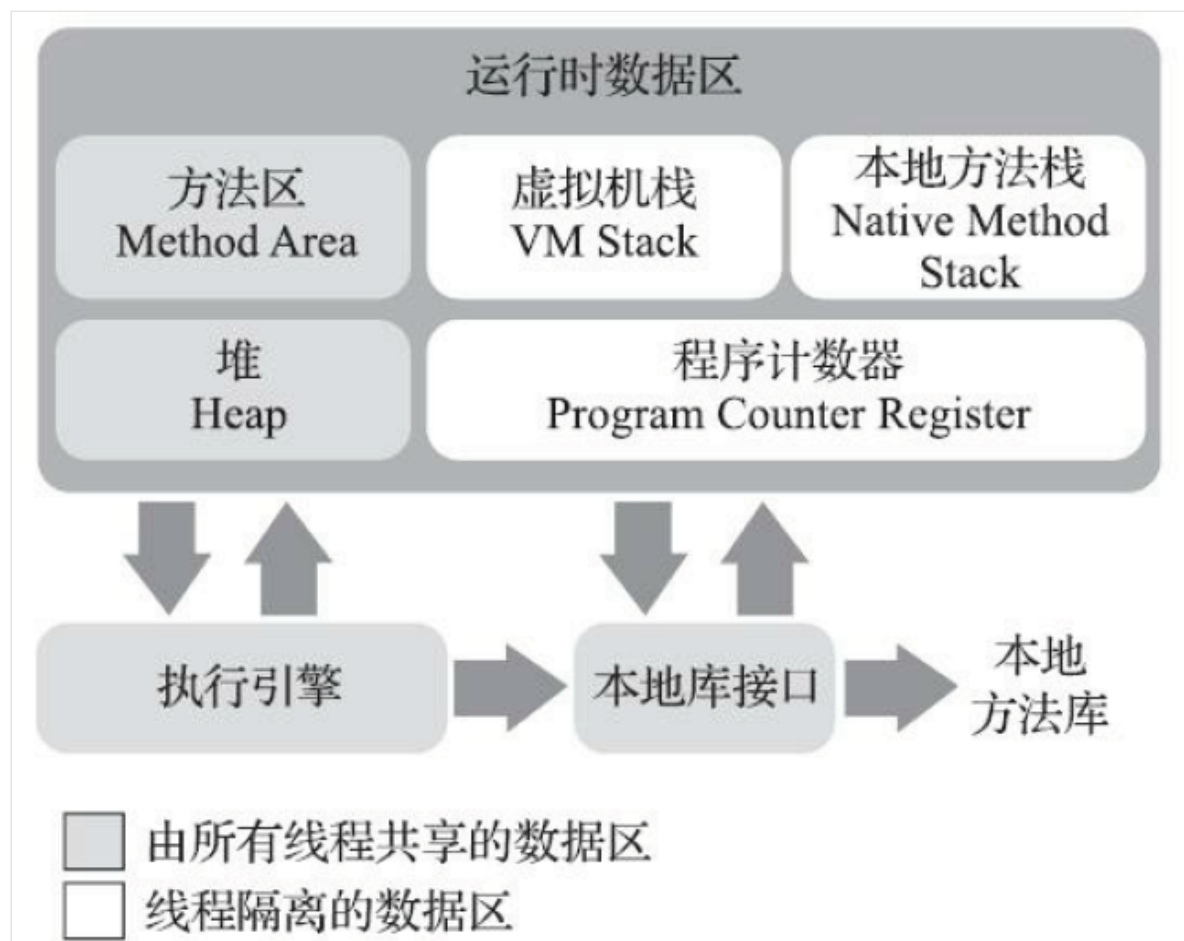 运行时数据区
方法区
Method Area
虚拟机栈
VM Stack
本地方法栈
Native Method
Stack
堆
Heap
程序计数器
Program Counter Register
执行引擎
本地库接口
本地
方法库
由所有线程共享的数据区
线程隔离的数据区